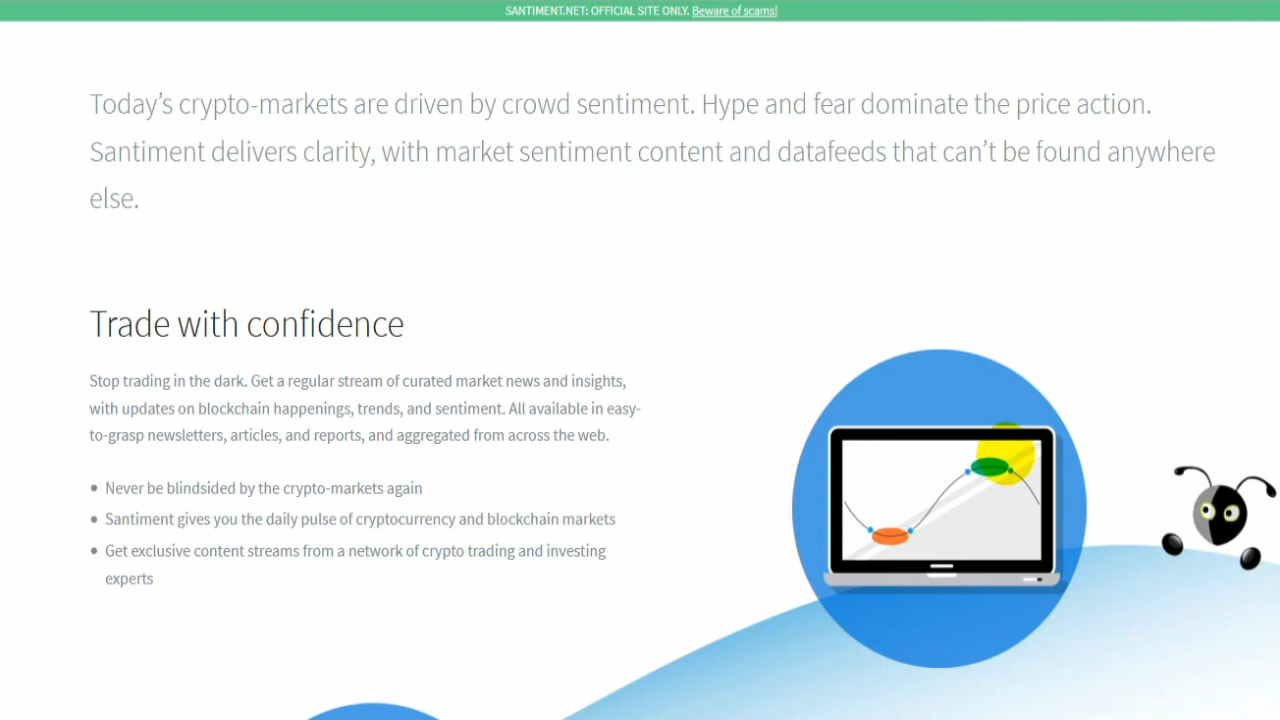 SANTIMENT.NET: OFFICIAL SITE ONLY. Beware of scams!
Today’s crypto-markets are driven by crowd sentiment. Hype and fear dominate the price action.
Santiment delivers clarity, with market sentiment content and datafeeds that can’t be found anywhere
else.
Trade with confidence
Stop trading in the dark. Get a regular stream of curated market news and insights,
with updates on blockchain happenings, trends, and sentiment. All available in easy-
to-grasp newsletters, articles, and reports, and aggregated from across the web.
• Never be blindsided by the crypto-markets again
• Santiment gives you the daily pulse of cryptocurrency and blockchain markets
• Get exclusive content streams from a network of crypto trading and investing
experts